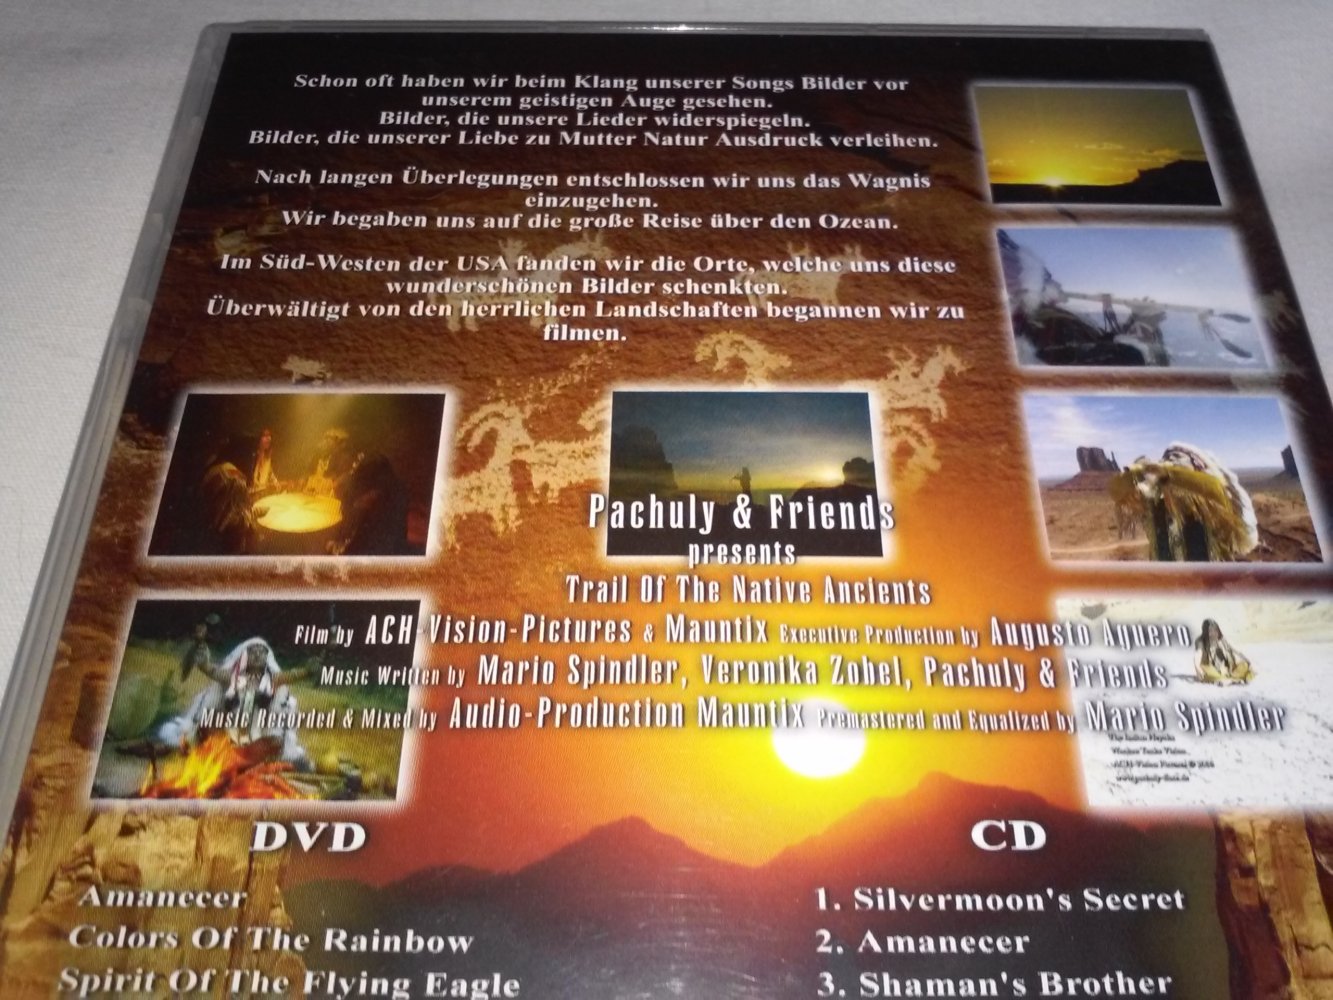 Schon oft haben wir beim Klang unserer Songs Bilder vor
unserem geistigen Auge gesehen.
Bilder, die unsere Lieder widerspiegeln.
Bilder, die unserer Liebe zu Mutter Natur Ausdruck verleihen.
Nach langen Überlegungen entschlossen wir uns das Wagnis
einzugehen.
Wir begaben uns auf die große Reise über den Ozean.
Im Süd-Westen der USA fanden wir die Orte, welche uns diese
wunderschönen Bilder schenkten.
Überwältigt von den herrlichen Landschaften begannen wir zu
filmen.
Pachuly & Friends
presents
Trail Of The Native Ancients
Film by ACH-Vision-Pictures & Mauntix Executive Production by Augusto Aguero
Music Written by Mario Spindler, Veronika Zobel, Pachuly & Friends
Music Recorded & Mixed by Audio-Production Mauntix Premastered and Equalized by Mario Spindler
DVD
Amanecer
Colors Of The Rainbow
Spirit Of The Flying Eagle
CD
1. Silvermoon's Secret
2. Amanecer
3. Shaman's Brother